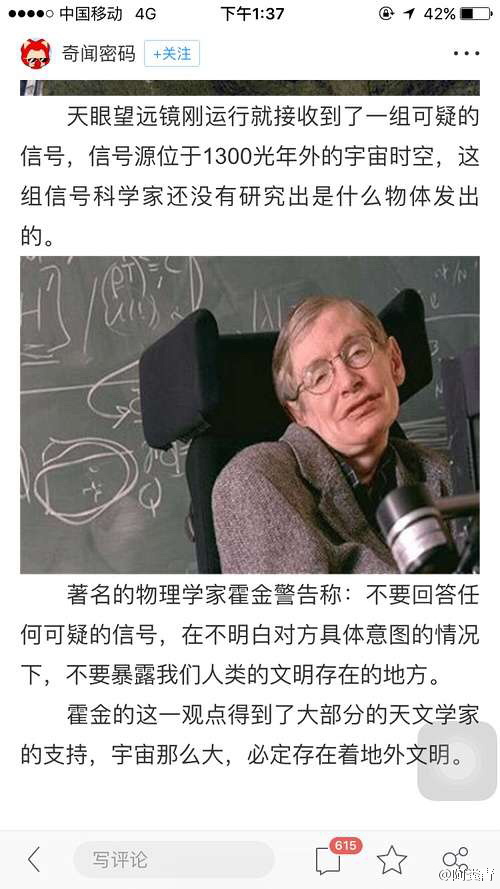 中国移动 4G 下午1:37 42%
奇闻密码 +关注
天眼望远镜刚运行就接收到了一组可疑的
信号，信号源位于1300光年外的宇宙时空，这
组信号科学家还没有研究出是什么物体发出
的。
著名的物理学家霍金警告称：不要回答任
何可疑的信号，在不明白对方具体意图的情况
下，不要暴露我们人类的文明存在的地方。
霍金的这一观点得到了大部分的天文学家
的支持，宇宙那么大，必定存在着地外文明。
写评论 615